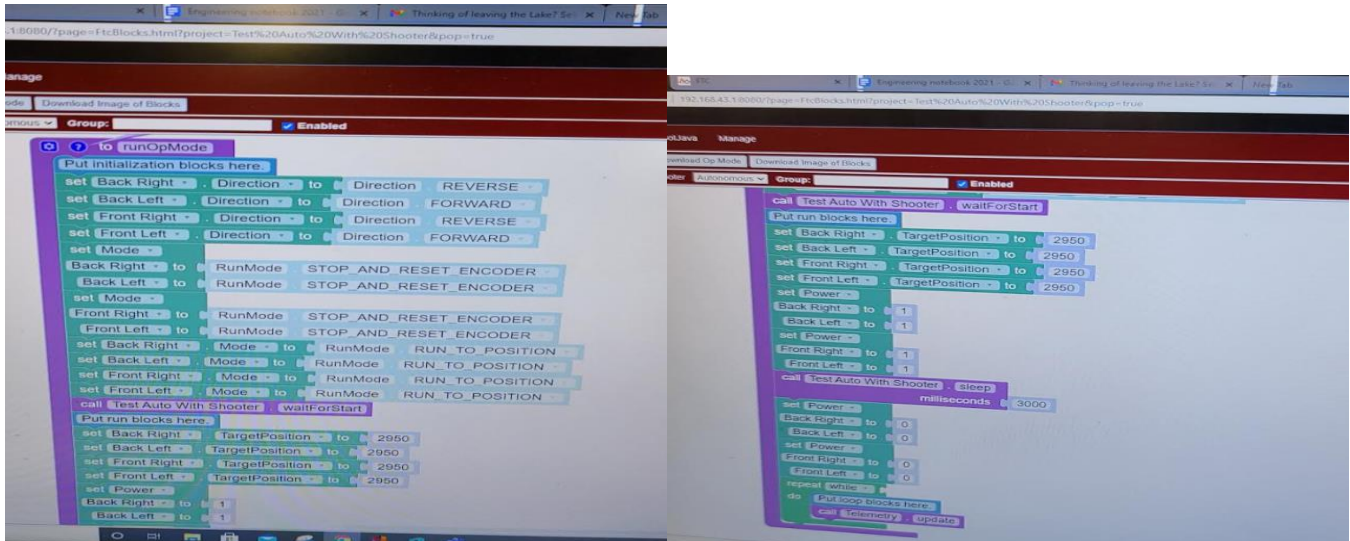 Engineering notebook 2021 - G
Thinking of leaving the Lake? Se
New Tab
.1:8080/?page=FtcBlocks.html?project=Test%20Auto%20With%20Shooter&pop=true
anage
ode Download Image of Blocks
omous Group: Enabled
to runOpMode
Put initialization blocks here.
set Back Right . Direction to Direction . REVERSE
set Back Left . Direction to Direction . FORWARD
set Front Right . Direction to Direction . REVERSE
set Front Left . Direction to Direction . FORWARD
set Mode
Back Right to RunMode . STOP_AND_RESET_ENCODER
Back Left to RunMode . STOP_AND_RESET_ENCODER
set Mode
Front Right to RunMode . STOP_AND_RESET_ENCODER
Front Left to RunMode . STOP_AND_RESET_ENCODER
set Back Right . Mode to RunMode . RUN_TO_POSITION
set Back Left . Mode to RunMode . RUN_TO_POSITION
set Front Right . Mode to RunMode . RUN_TO_POSITION
set Front Left . Mode to RunMode . RUN_TO_POSITION
call Test Auto With Shooter . waitForStart
Put run blocks here.
set Back Right . TargetPosition to 2950
set Back Left . TargetPosition to 2950
set Front Right . TargetPosition to 2950
set Front Left . TargetPosition to 2950
set Power
Back Right to 1
Back Left to 1
FTC
Engineering notebook 2021 - G
Thinking of leaving the Lake? Se
New Tab
192.168.43.1:8080/?page=FtcBlocks.html?project=Test%20Auto%20With%20Shooter&pop=true
Java Manage
wnload Op Mode Download Image of Blocks
oter Autonomous Group: Enabled
call Test Auto With Shooter . waitForStart
Put run blocks here.
set Back Right . TargetPosition to 2950
set Back Left . TargetPosition to 2950
set Front Right . TargetPosition to 2950
set Front Left . TargetPosition to 2950
set Power
Back Right to 1
Back Left to 1
set Power
Front Right to 1
Front Left to 1
call Test Auto With Shooter . sleep
milliseconds 3000
set Power
Back Right to 0
Back Left to 0
set Power
Front Right to 0
Front Left to 0
repeat while
do Put loop blocks here.
call Telemetry . update